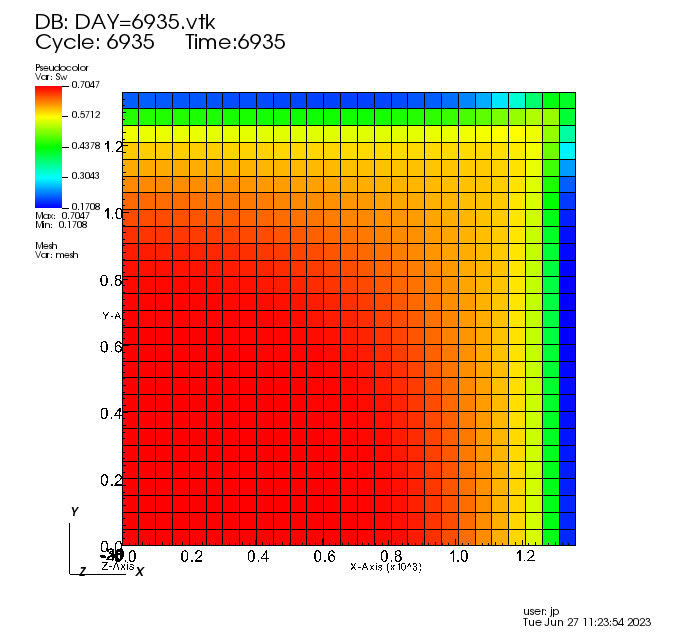 DB: DAY=6935.vtk
Cycle: 6935 Time:6935
Pseudocolor
Var: Sw
0.7047
0.5712
0.4378
0.3043
0.1708
Max: 0.7047
Min: 0.1708
Mesh
Var: mesh
1.2
1.0
0.8
Y-A
0.6
0.4
0.2
0.0
0.0 0.2 0.4 0.6 0.8 1.0 1.2
Z-Axis
X-Axis (x10^3)
Y
Z X
user: jp
Tue Jun 27 11:23:54 2023